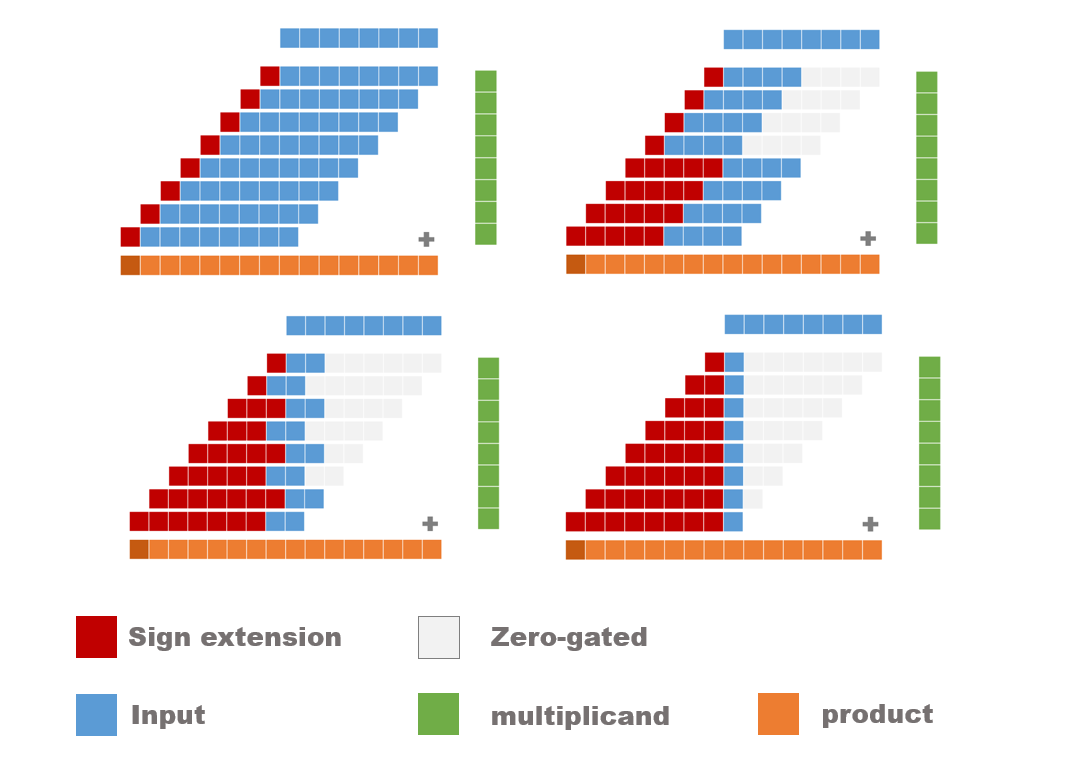 +
+
+
+
Sign extension
Zero-gated
Input
multiplicand
product